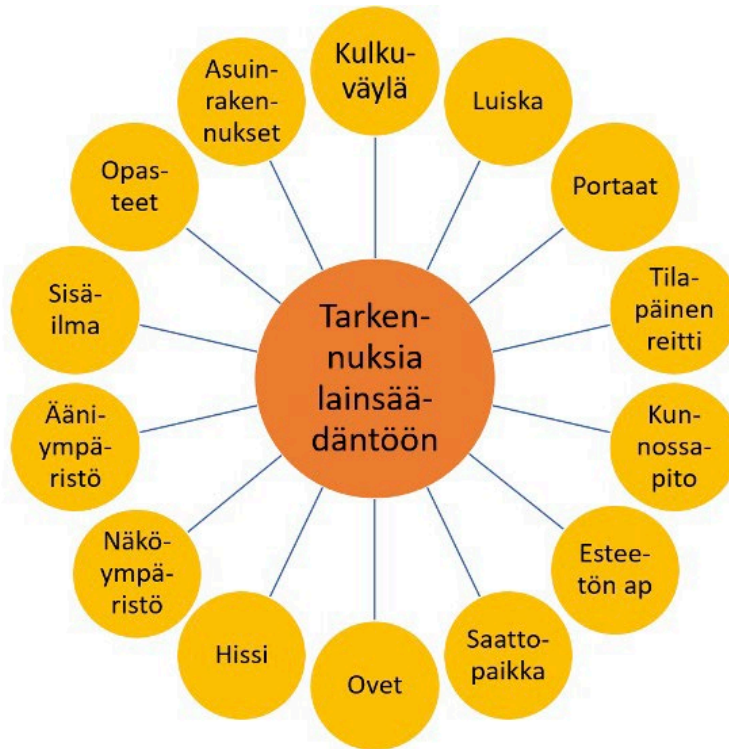 Tarken-
nuksia
lainsää-
däntöön
Kulku-
väylä
Luiska
Portaat
Tila-
päinen
reitti
Kun-
nossa-
pito
Estee-
tön ap
Saatto-
paikka
Ovet
Hissi
Näkö-
ympä-
ristö
Ääni-
ympä-
ristö
Sisä-
ilma
Opas-
teet
Asuin-
raken-
nukset